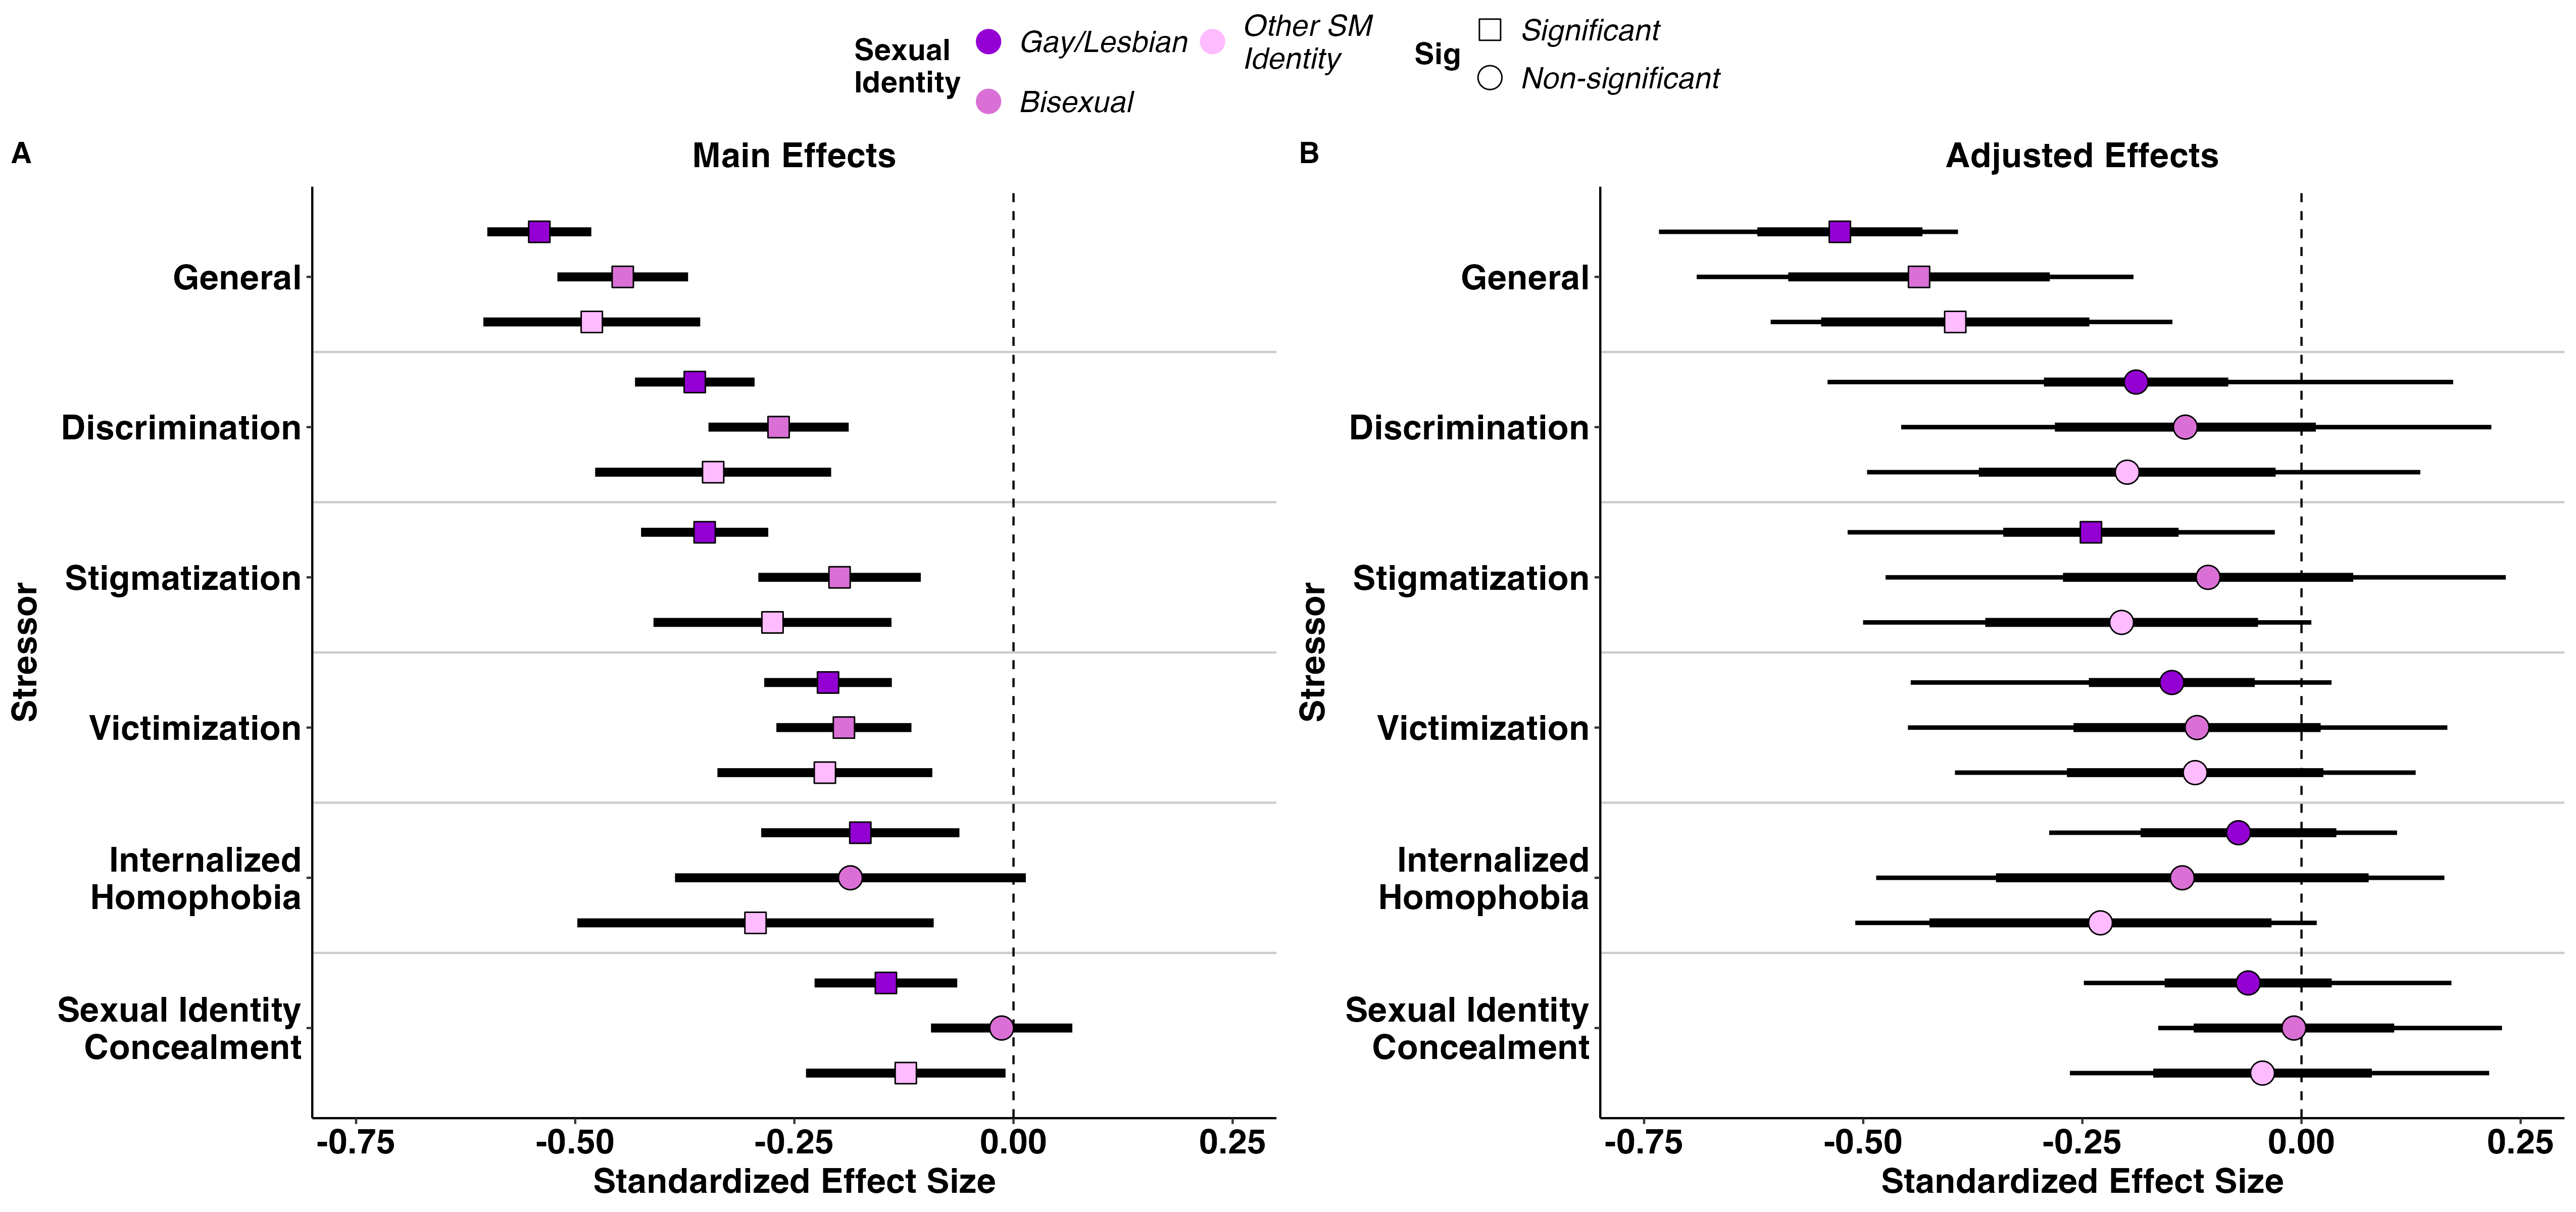 Sexual
Identity
Gay/Lesbian
Bisexual
Other SM
Identity
Sig
Significant
Non-significant
A
Main Effects
Stressor
General
Discrimination
Stigmatization
Victimization
Internalized
Homophobia
Sexual Identity
Concealment
-0.75 -0.50 -0.25 0.00 0.25
Standardized Effect Size
B
Adjusted Effects
Stressor
General
Discrimination
Stigmatization
Victimization
Internalized
Homophobia
Sexual Identity
Concealment
-0.75 -0.50 -0.25 0.00 0.25
Standardized Effect Size